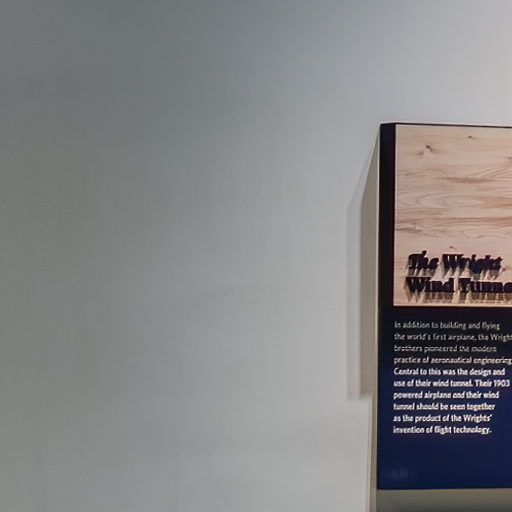 The Wright
Wind Tunne
In addition to building and flying
the world's first airplane, the Wright
brothers pioneered the modern
practice of aeronautical engineering.
Central to this was the design and
use of their wind tunnel. Their 1903
powered airplane and their wind
tunnel should be seen together
as the product of the Wrights'
invention of flight technology.